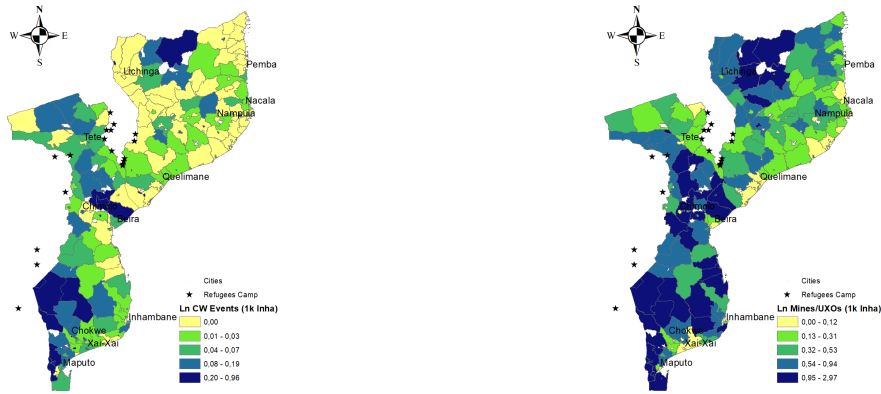 N
W E
S
Lichinga
Pemba
Nacala
Nampula
Tete
Quelimane
Chimoio
Beira
Inhambane
Chokwe
Xai-Xai
Maputo
Cities
Refugees Camp
Ln CW Events (1k Inha)
0,00
0,01 - 0,03
0,04 - 0,07
0,08 - 0,19
0,20 - 0,96
N
W E
S
Lichinga
Pemba
Nacala
Nampula
Tete
Quelimane
Chimoio
Beira
Inhambane
Chokwe
Xai-Xai
Maputo
Cities
Refugees Camp
Ln Mines/UXOs (1k Inha)
0,00 - 0,12
0,13 - 0,31
0,32 - 0,53
0,54 - 0,94
0,95 - 2,97